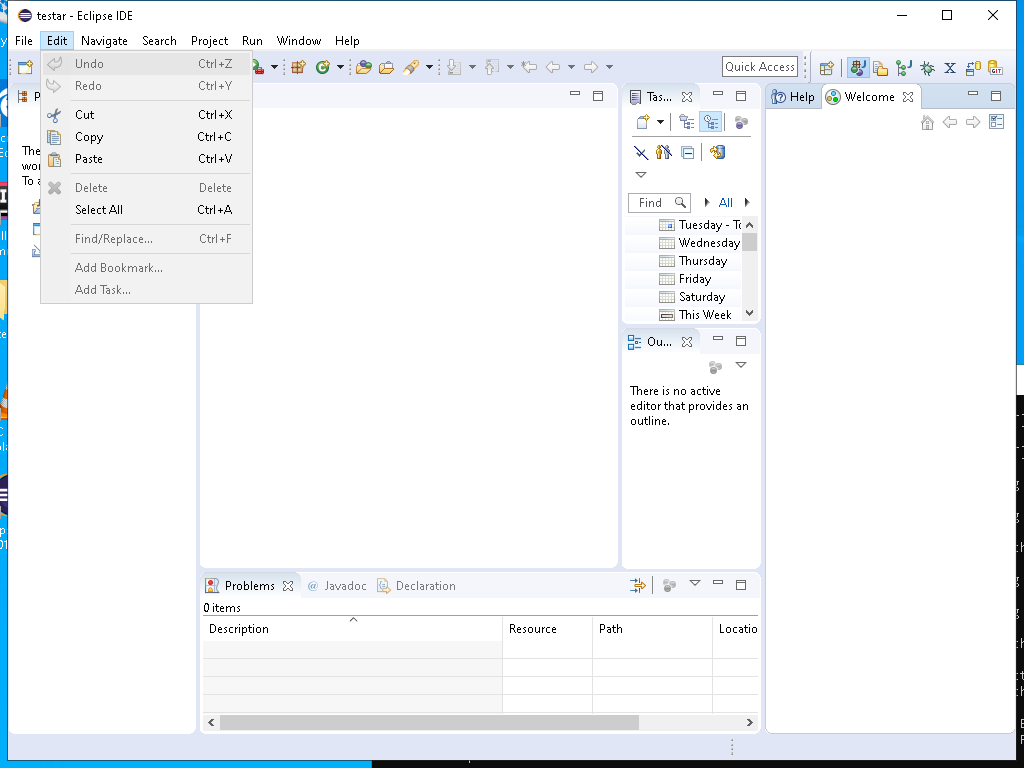 testar - Eclipse IDE
File Edit Navigate Search Project Run Window Help
Quick Access
Undo Ctrl+Z
Redo Ctrl+Y
Cut Ctrl+X
Copy Ctrl+C
Paste Ctrl+V
Delete Delete
Select All Ctrl+A
Find/Replace... Ctrl+F
Add Bookmark...
Add Task...
P
The
wor
To a
Tas...
Find All
Tuesday - To
Wednesday
Thursday
Friday
Saturday
This Week
Ou...
There is no active
editor that provides an
outline.
Help Welcome
Problems @ Javadoc Declaration
0 items
Description Resource Path Locatio